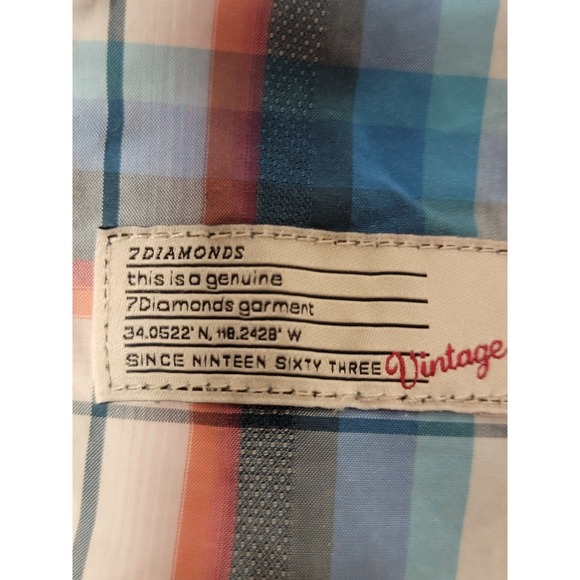 7DIAMONDS
this is a genuine
7Diamonds garment
34.0522° N, 118.2428° W
SINCE NINTEEN SIXTY THREE
Vintage